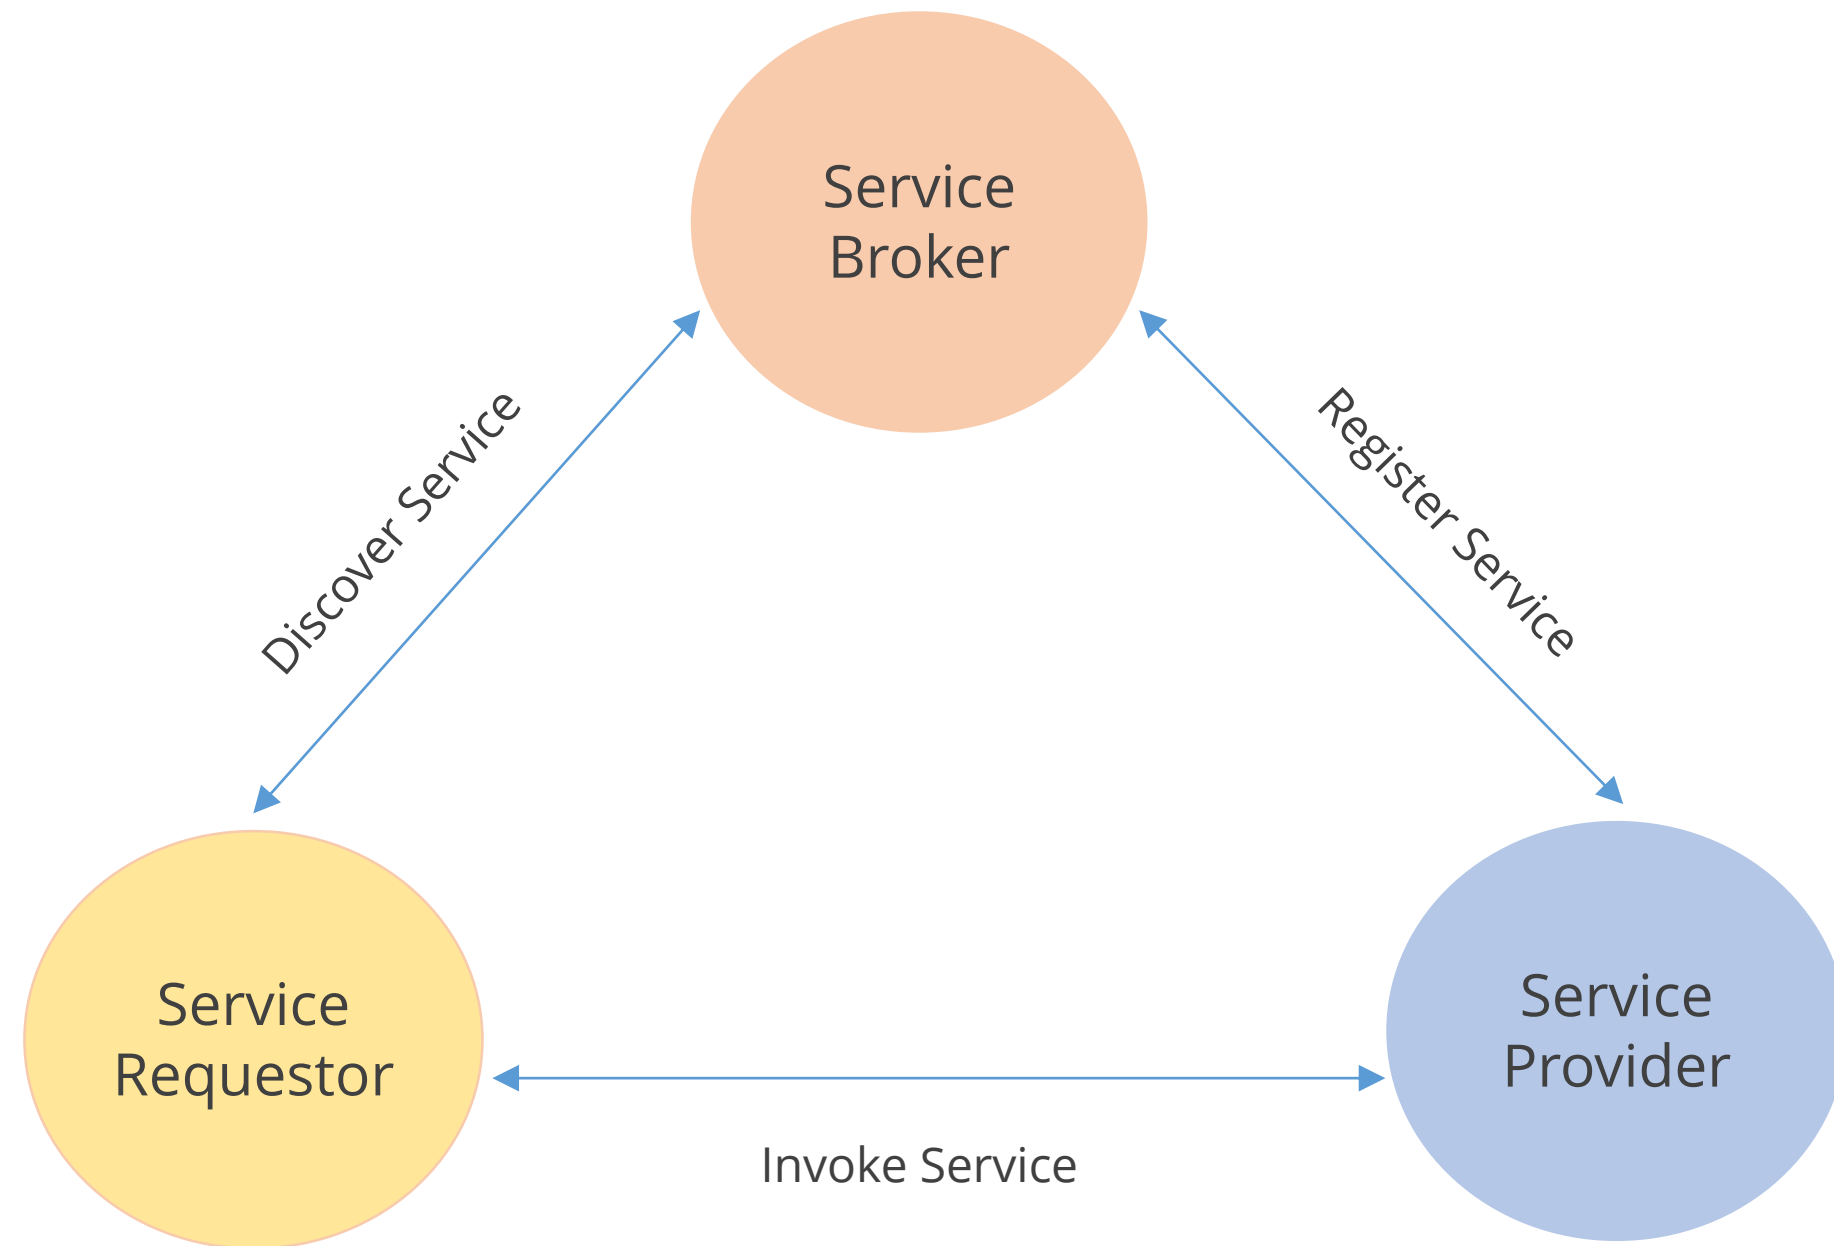 Service
Broker
Discover Service
Register Service
Service
Requestor
Service
Provider
Invoke Service